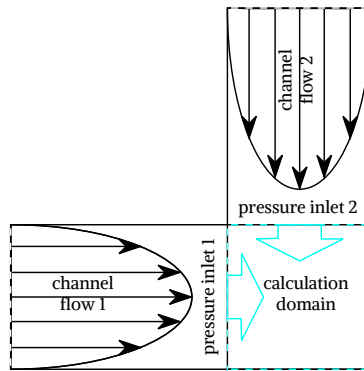 channel
flow 2
pressure inlet 2
channel
flow 1
pressure inlet 1
calculation
domain